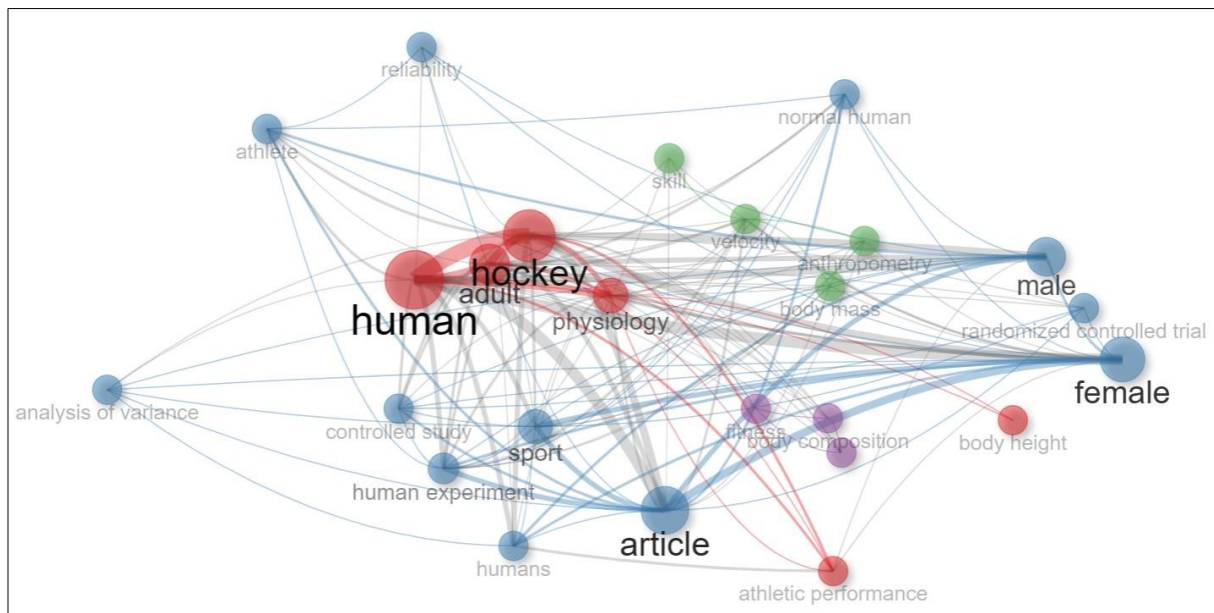 reliability
normal human
athlete
skill
velocity
anthropometry
hockey
adult
male
human
physiology
body mass
randomized controlled trial
female
analysis of variance
controlled study
fitness
body composition
body height
sport
human experiment
article
humans
athletic performance